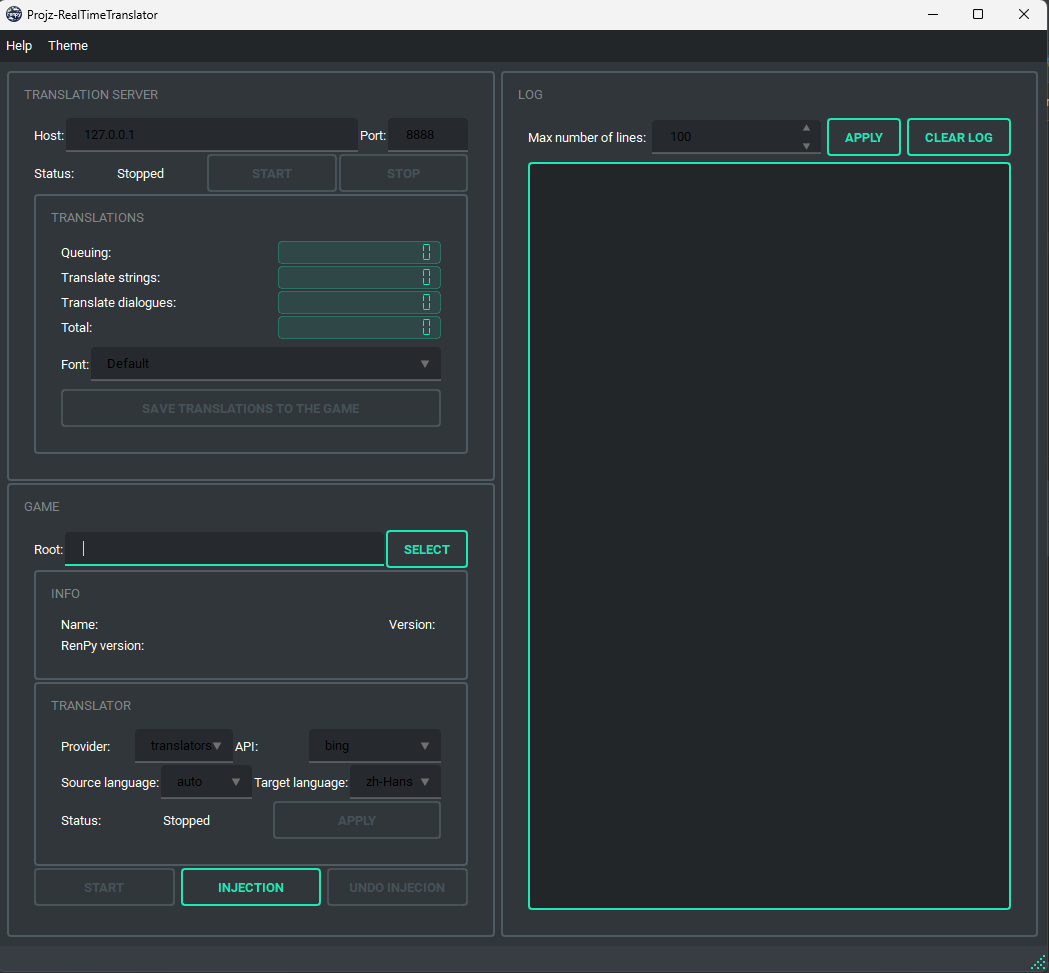 Projz-RealTimeTranslator
Help Theme
TRANSLATION SERVER
Host: 127.0.0.1 Port: 8888
Status: Stopped START STOP
TRANSLATIONS
Queuing: 0
Translate strings: 0
Translate dialogues: 0
Total: 0
Font: Default
SAVE TRANSLATIONS TO THE GAME
GAME
Root: SELECT
INFO
Name: Version:
RenPy version:
TRANSLATOR
Provider: translators API: bing
Source language: auto Target language: zh-Hans
Status: Stopped APPLY
START INJECTION UNDO INJECION
LOG
Max number of lines: 100 APPLY CLEAR LOG